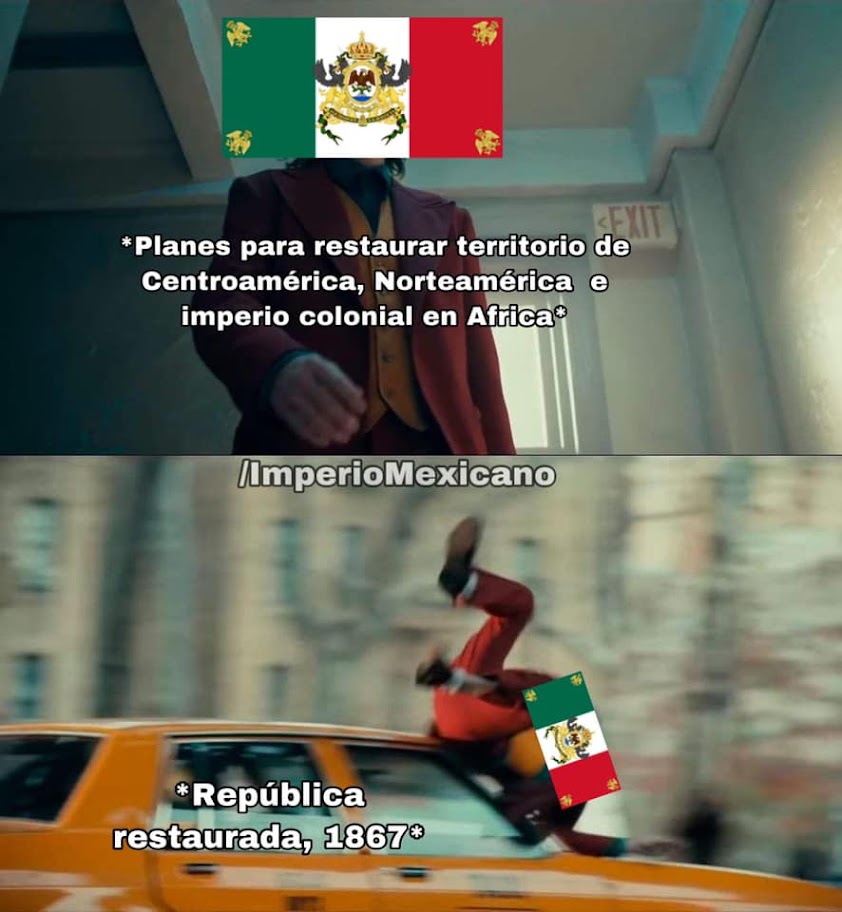 <EXIT
*Planes para restaurar territorio de
Centroamérica, Norteamérica e
imperio colonial en Africa*
/ImperioMexicano
*República
restaurada, 1867*